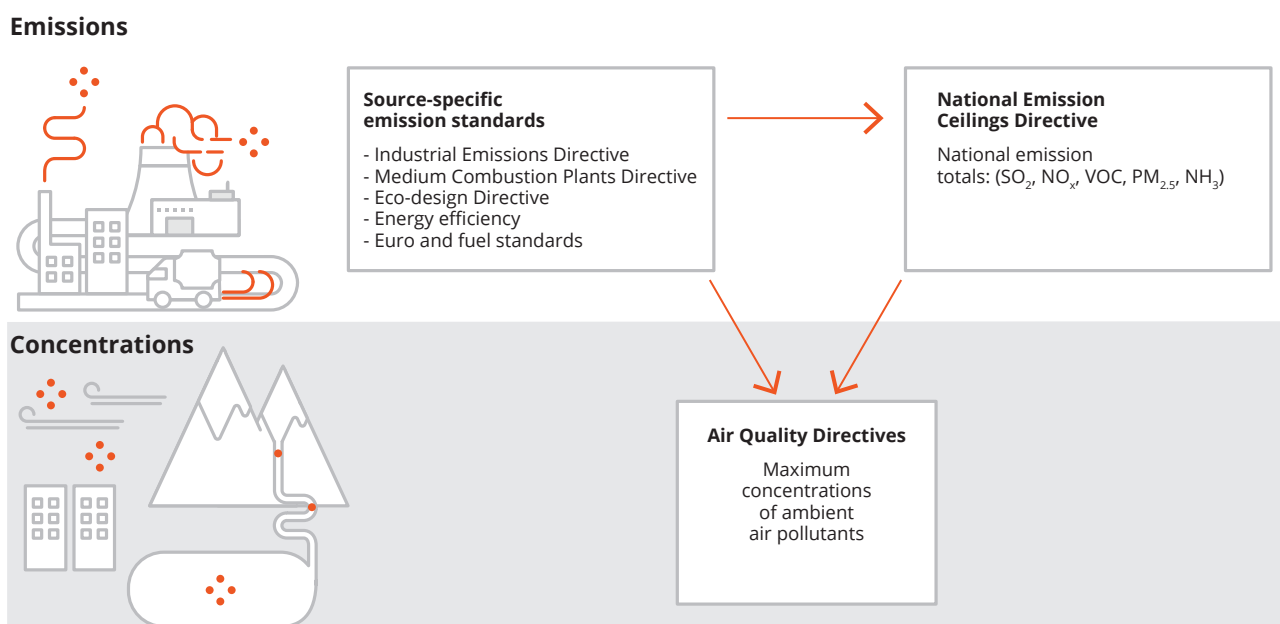 Emissions
Source-specific
emission standards
- Industrial Emissions Directive
- Medium Combustion Plants Directive
- Eco-design Directive
- Energy efficiency
- Euro and fuel standards
National Emission
Ceilings Directive
National emission
totals: (SO₂, NOₓ, VOC, PM₂.₅, NH₃)
Concentrations
Air Quality Directives
Maximum
concentrations
of ambient
air pollutants